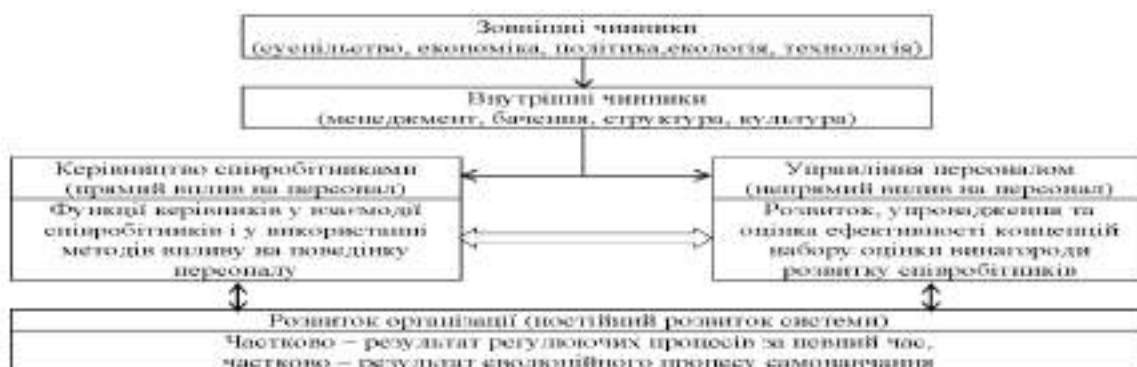 Зовнішні чинники
(суспільство, економіка, політика,екологія, технологія)
Внутрішні чинники
(менеджмент, бачення, структура, культура)
Керівництво співробітниками
(прямий вплив на персонал)
Функції керівників у взаємодії
співробітників і у використанні
методів впливу на поведінку
персоналу
Управління персоналом
(непрямий вплив на персонал)
Розвиток, упровадження та
оцінка ефективності концепцій
набору оцінки винагороди
розвитку співробітників
Розвиток організації (постійний розвиток системи)
Частково – результат регулюючих процесів за певний час,
частково – результат еволюційного процесу самонавчання